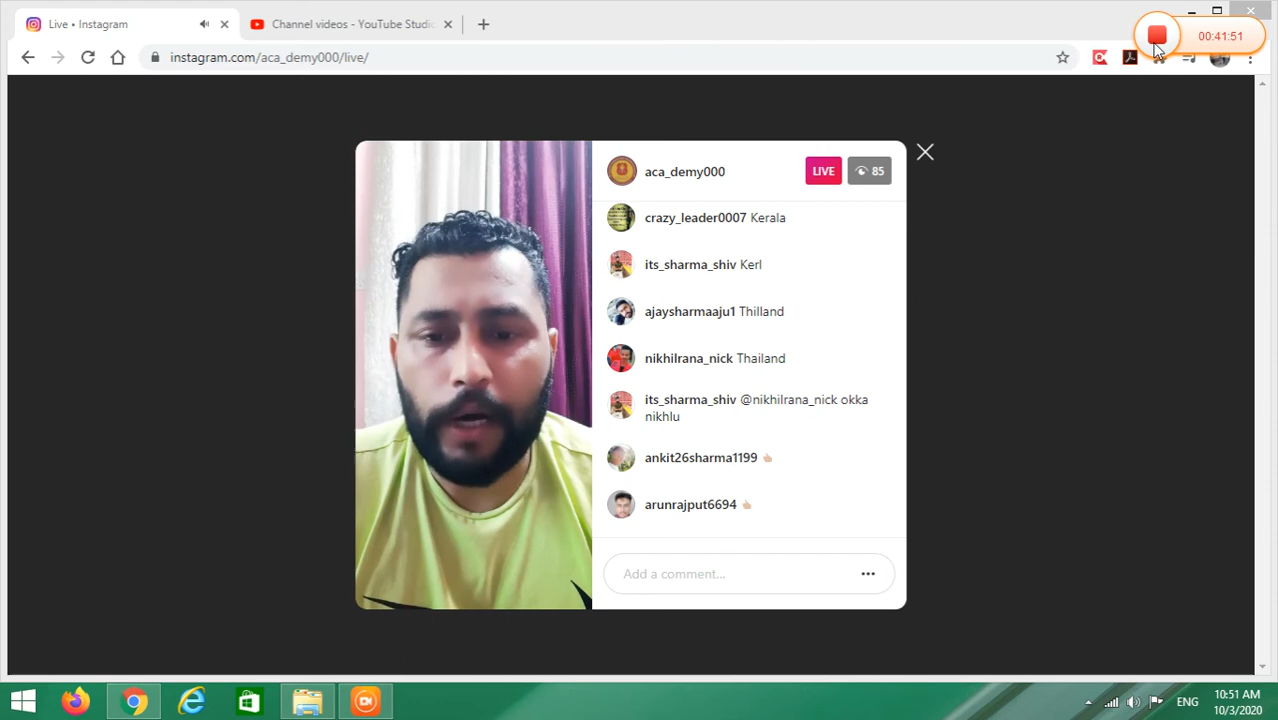 Live • Instagram
Channel videos - YouTube Studio
00:41:51
instagram.com/aca_demy000/live/
aca_demy000
LIVE
85
crazy_leader0007 Kerala
its_sharma_shiv Kerl
ajaysharmaaju1 Thilland
nikhilrana_nick Thailand
its_sharma_shiv @nikhilrana_nick okka
nikhlu
ankit26sharma1199
arunrajput6694
Add a comment...
ENG
10:51 AM
10/3/2020